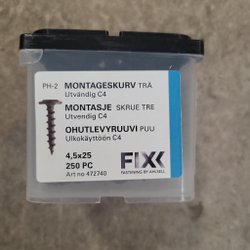 PH-2 MONTAGESKURV TRÄ
Utvändig C4
MONTASJE SKRUE TRE
Utvendig C4
OHUTLEVYRUUVI PUU
Ulkokäyttöön C4
4,5x25
250 PC
Art no 472740
FIXX
FASTENING BY AHLSELL